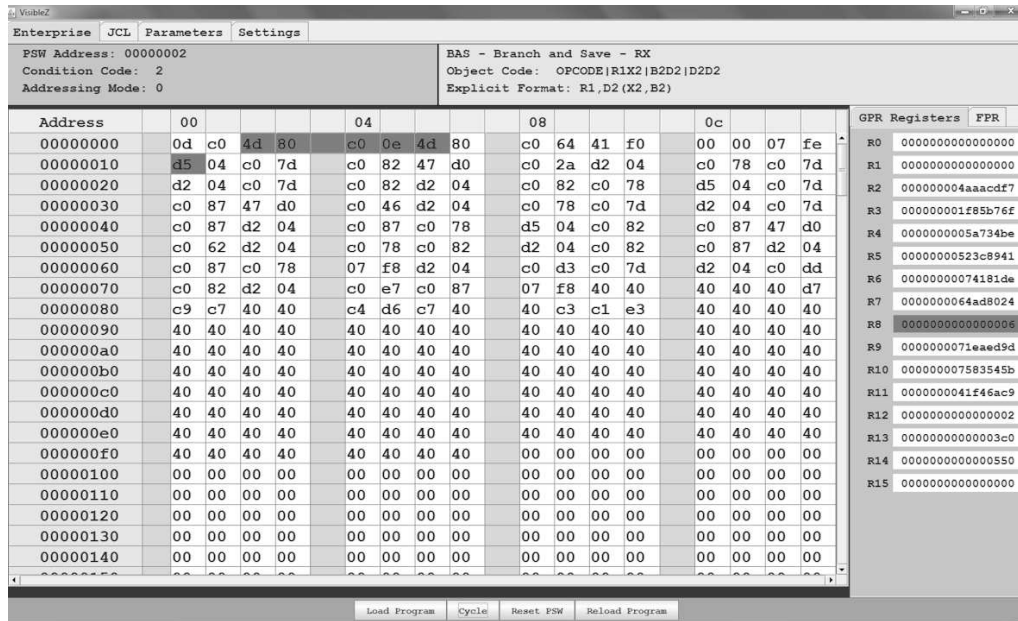 VisibleZ
Enterprise JCL Parameters Settings
PSW Address: 00000002
Condition Code: 2
Addressing Mode: 0
BAS - Branch and Save - RX
Object Code: OPCODE|R1X2|B2D2|D2D2
Explicit Format: R1,D2(X2,B2)
Address 00 04 08 0c
00000000 0d c0 4d 80 c0 0e 4d 80 c0 64 41 f0 00 00 07 fe
00000010 d5 04 c0 7d c0 82 47 d0 c0 2a d2 04 c0 78 c0 7d
00000020 d2 04 c0 7d c0 82 d2 04 c0 82 c0 78 d5 04 c0 7d
00000030 c0 87 47 d0 c0 46 d2 04 c0 78 c0 7d d2 04 c0 7d
00000040 c0 87 d2 04 c0 87 c0 78 d5 04 c0 82 c0 87 47 d0
00000050 c0 62 d2 04 c0 78 c0 82 d2 04 c0 82 c0 87 d2 04
00000060 c0 87 c0 78 07 f8 d2 04 c0 d3 c0 7d d2 04 c0 dd
00000070 c0 82 d2 04 c0 e7 c0 87 07 f8 40 40 40 40 40 d7
00000080 c9 c7 40 40 c4 d6 c7 40 40 c3 c1 e3 40 40 40 40
00000090 40 40 40 40 40 40 40 40 40 40 40 40 40 40 40 40
000000a0 40 40 40 40 40 40 40 40 40 40 40 40 40 40 40 40
000000b0 40 40 40 40 40 40 40 40 40 40 40 40 40 40 40 40
000000c0 40 40 40 40 40 40 40 40 40 40 40 40 40 40 40 40
000000d0 40 40 40 40 40 40 40 40 40 40 40 40 40 40 40 40
000000e0 40 40 40 40 40 40 40 40 40 40 40 40 40 40 40 40
000000f0 40 40 40 40 40 40 40 40 00 00 00 00 00 00 00 00
00000100 00 00 00 00 00 00 00 00 00 00 00 00 00 00 00 00
00000110 00 00 00 00 00 00 00 00 00 00 00 00 00 00 00 00
00000120 00 00 00 00 00 00 00 00 00 00 00 00 00 00 00 00
00000130 00 00 00 00 00 00 00 00 00 00 00 00 00 00 00 00
00000140 00 00 00 00 00 00 00 00 00 00 00 00 00 00 00 00
GPR Registers FPR
R0 0000000000000000
R1 0000000000000000
R2 000000004aaacdf7
R3 000000001f85b76f
R4 0000000005a734be
R5 00000000523c8941
R6 00000000074181de
R7 0000000064ad8024
R8 0000000000000006
R9 0000000071eaed9d
R10 000000007583545b
R11 0000000041f46ac9
R12 0000000000000002
R13 00000000000003c0
R14 0000000000000550
R15 0000000000000000
Load Program Cycle Reset PSW Reload Program